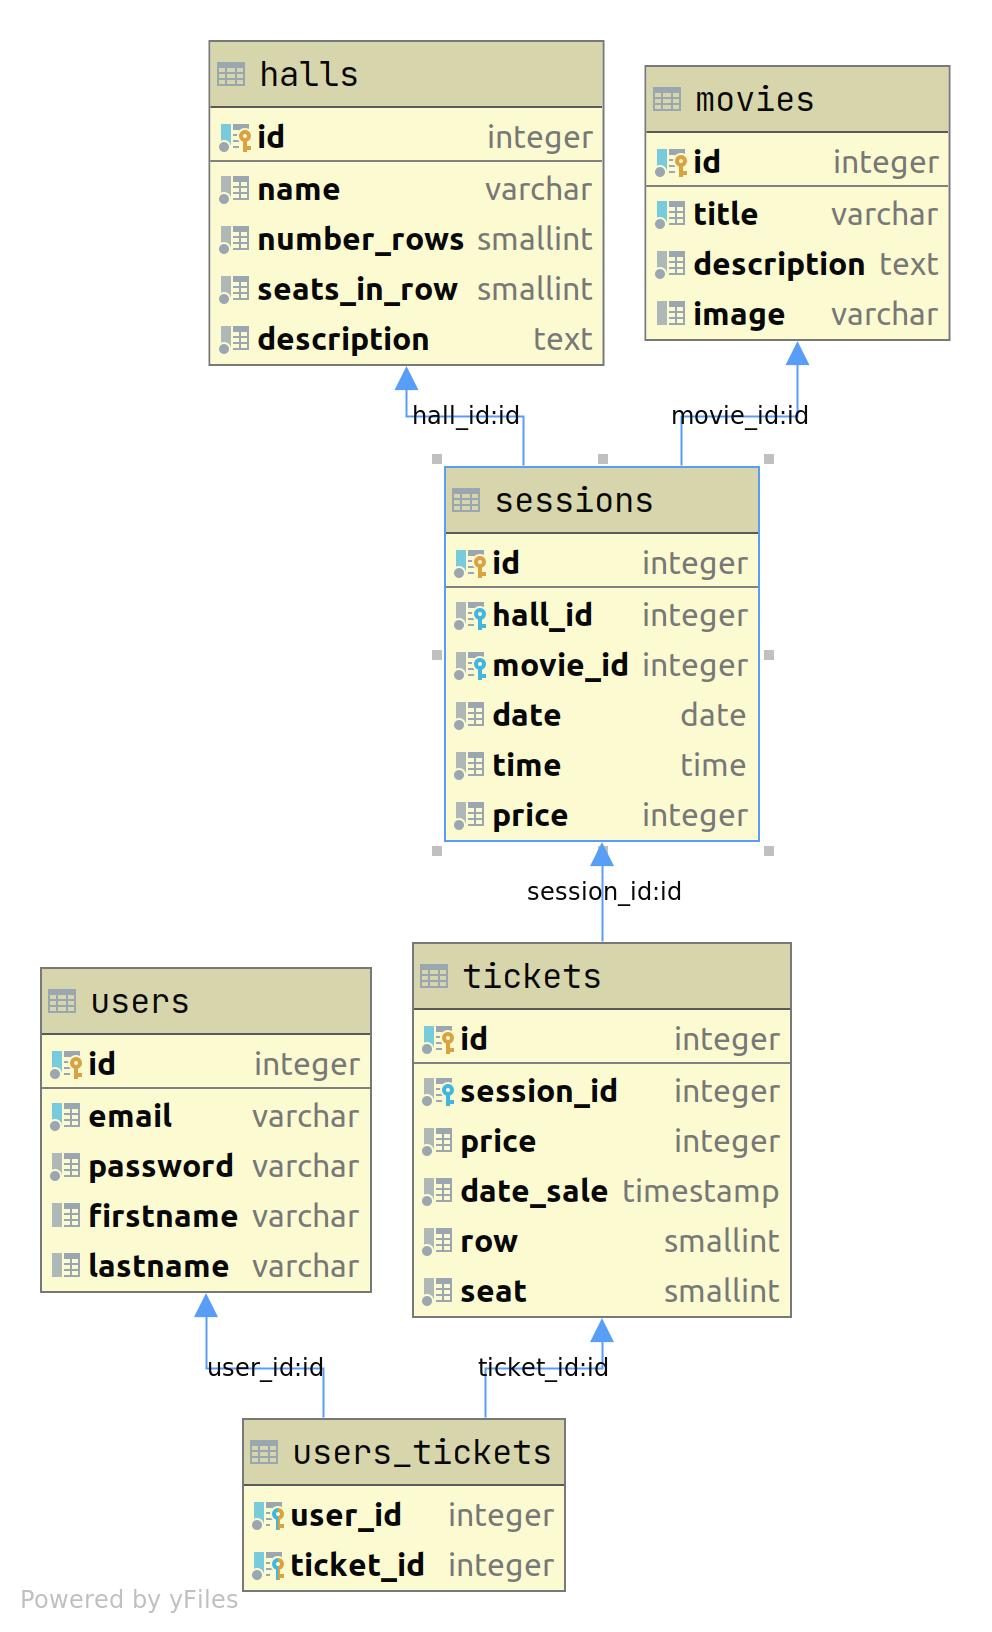 halls
id integer
name varchar
number_rows smallint
seats_in_row smallint
description text
movies
id integer
title varchar
description text
image varchar
hall_id:id
movie_id:id
sessions
id integer
hall_id integer
movie_id integer
date date
time time
price integer
session_id:id
users
id integer
email varchar
password varchar
firstname varchar
lastname varchar
tickets
id integer
session_id integer
price integer
date_sale timestamp
row smallint
seat smallint
user_id:id
ticket_id:id
users_tickets
user_id integer
ticket_id integer
Powered by yFiles